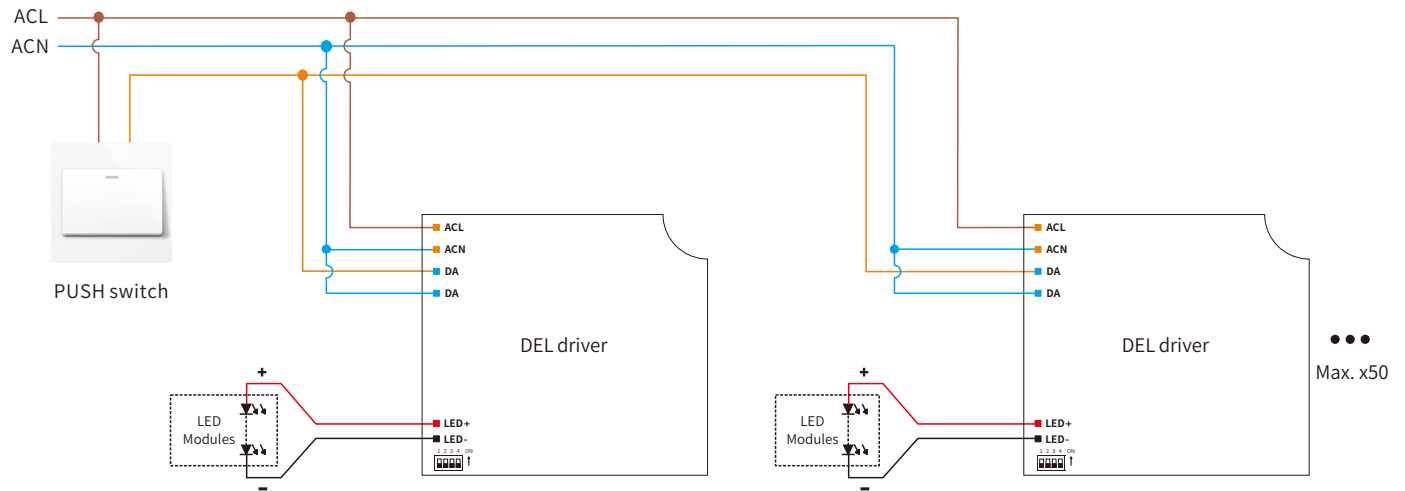 ACL
ACN
PUSH switch
ACL
ACN
DA
DA
DEL driver
+
LED
Modules
-
LED+
LED-
1 2 3 4 ON
ACL
ACN
DA
DA
DEL driver
+
LED
Modules
-
LED+
LED-
1 2 3 4 ON
•••
Max. x50